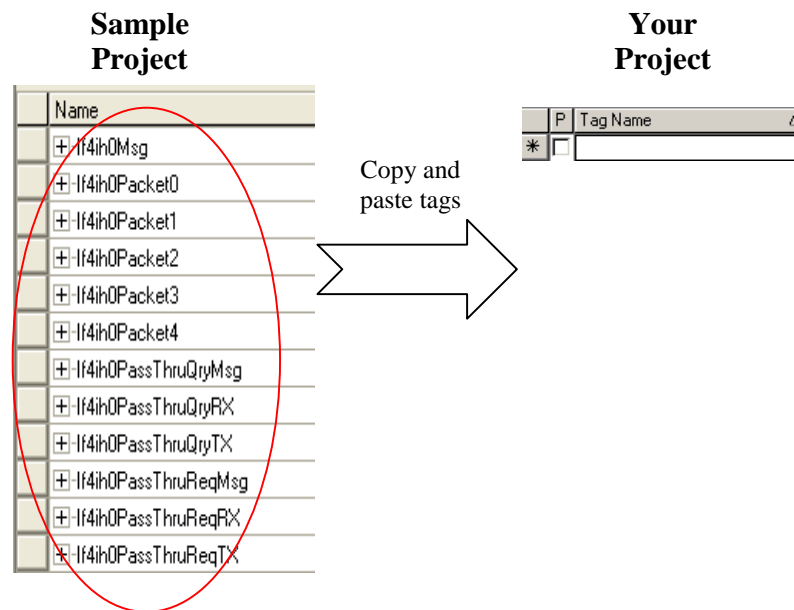 Sample
Project
Your
Project
Name
If4ih0Msg
If4ih0Packet0
If4ih0Packet1
If4ih0Packet2
If4ih0Packet3
If4ih0Packet4
If4ih0PassThruQryMsg
If4ih0PassThruQryRX
If4ih0PassThruQryTX
If4ih0PassThruReqMsg
If4ih0PassThruReqRX
If4ih0PassThruReqTX
Copy and
paste tags
P Tag Name